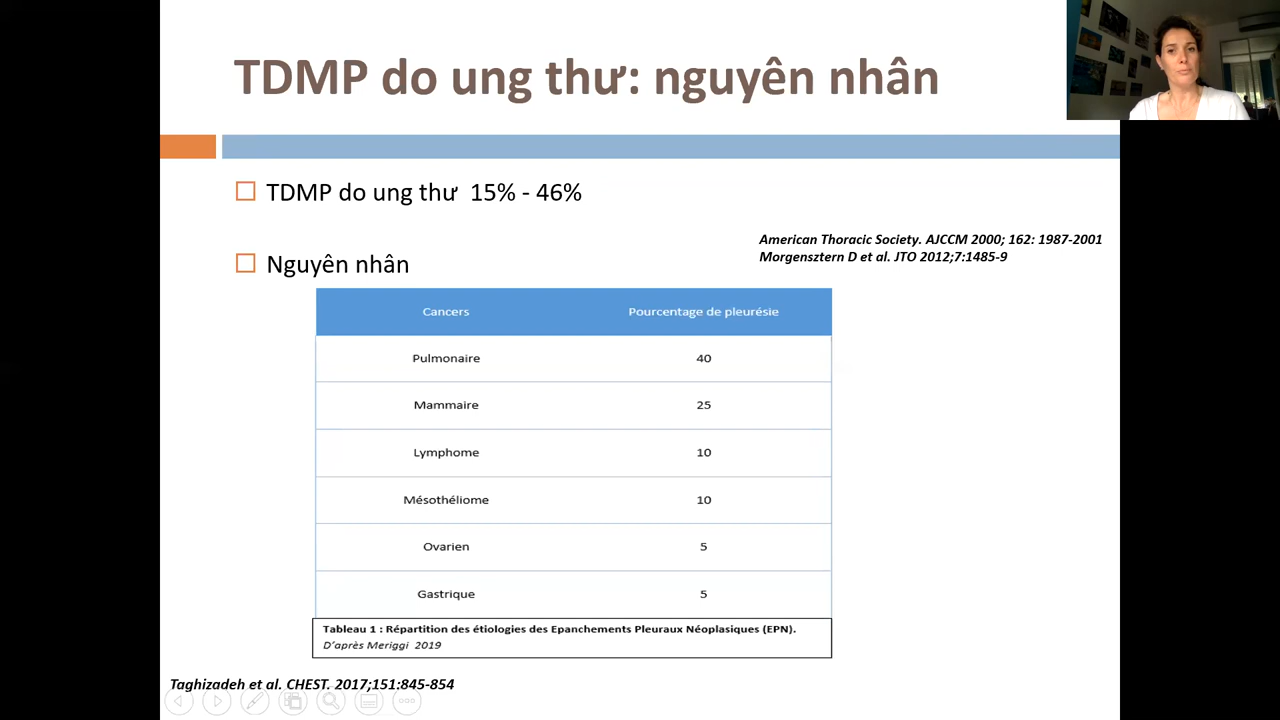 TDMP do ung thư: nguyên nhân
TDMP do ung thư  15% - 46%
American Thoracic Society. AJCCM 2000; 162: 1987-2001
Morgensztern D et al. JTO 2012;7:1485-9
Nguyên nhân
Cancers Pourcentage de pleurésie
Pulmonaire 40
Mammaire 25
Lymphome 10
Mésothéliome 10
Ovarien 5
Gastrique 5
Tableau 1 : Répartition des étiologies des Epanchements Pleuraux Néoplasiques (EPN).
D'après Meriggi  2019
Taghizadeh et al. CHEST. 2017;151:845-854